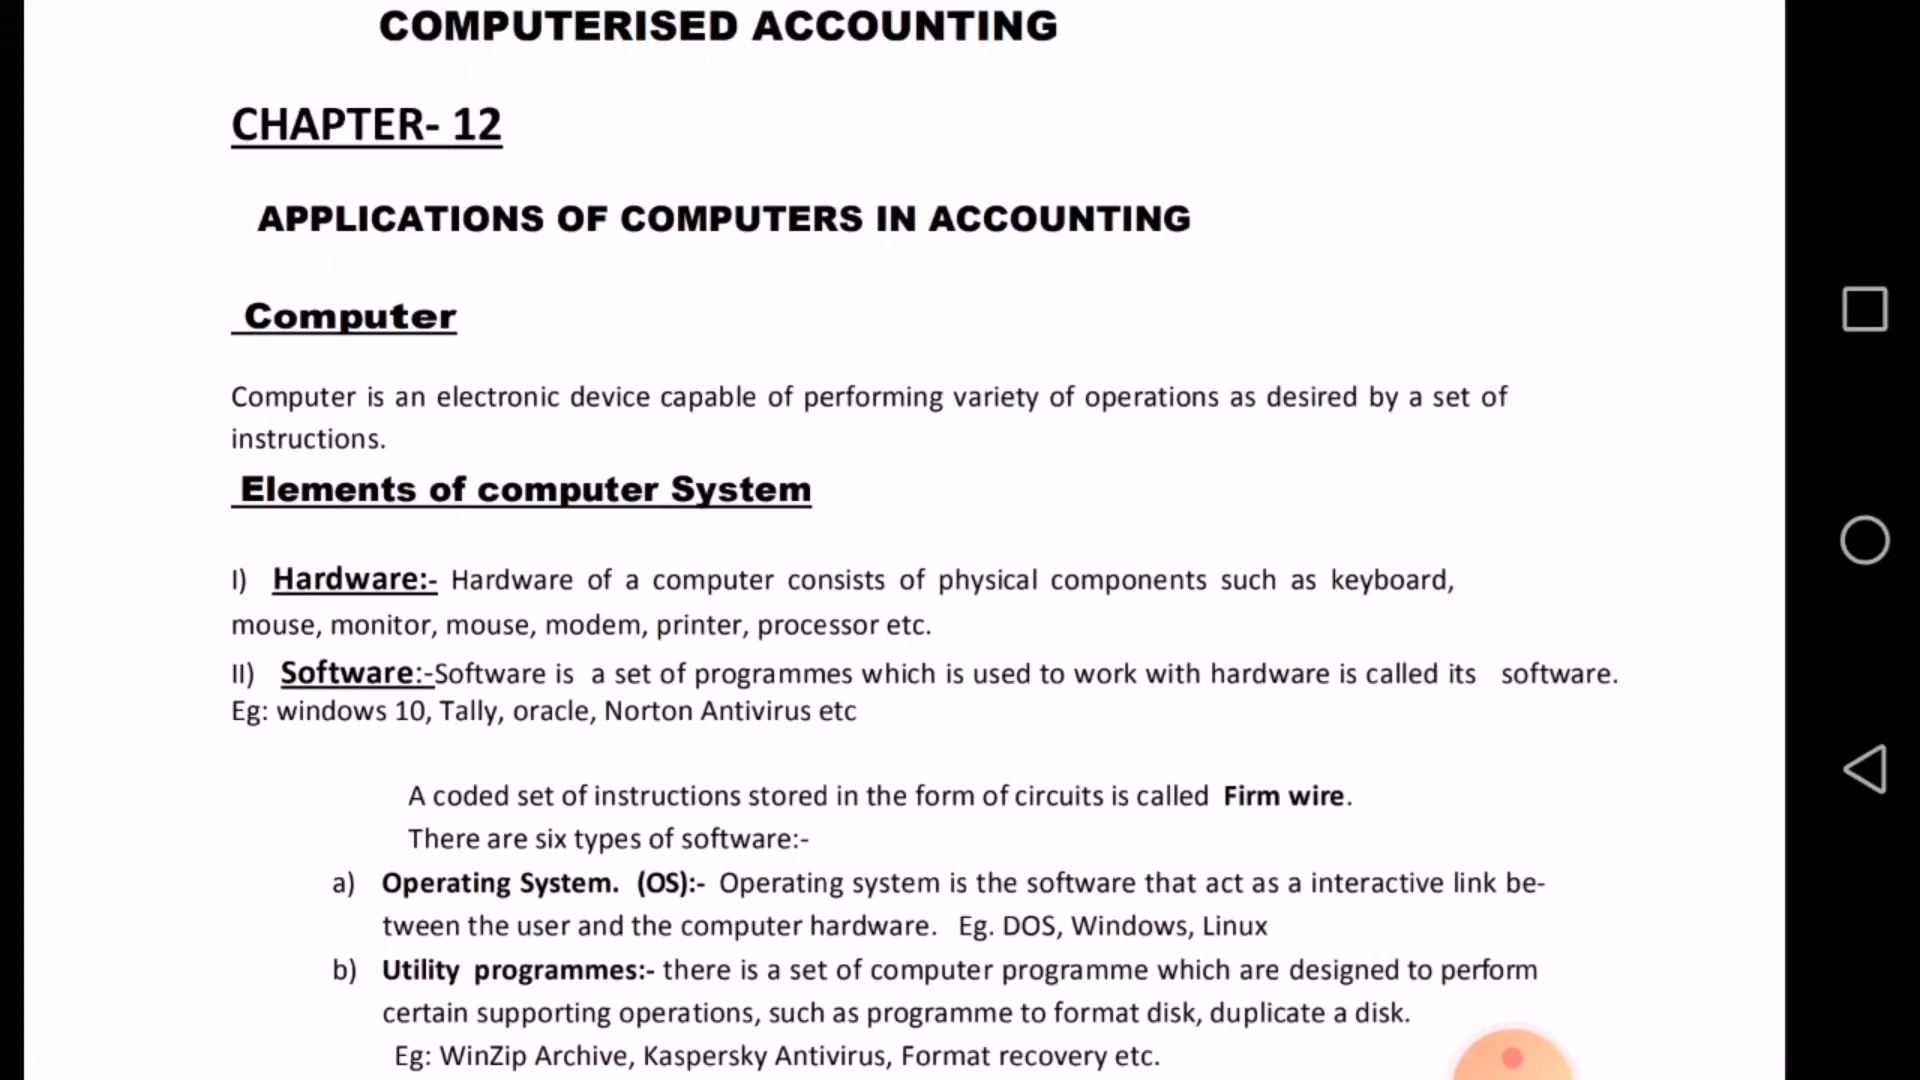 COMPUTERISED ACCOUNTING
CHAPTER- 12
APPLICATIONS OF COMPUTERS IN ACCOUNTING
Computer
Computer is an electronic device capable of performing variety of operations as desired by a set of
instructions.
Elements of computer System
I) Hardware:- Hardware of a computer consists of physical components such as keyboard,
mouse, monitor, mouse, modem, printer, processor etc.
II) Software:-Software is a set of programmes which is used to work with hardware is called its software.
Eg: windows 10, Tally, oracle, Norton Antivirus etc
A coded set of instructions stored in the form of circuits is called Firm wire.
There are six types of software:-
a) Operating System. (OS):- Operating system is the software that act as a interactive link be-
tween the user and the computer hardware. Eg. DOS, Windows, Linux
b) Utility programmes:- there is a set of computer programme which are designed to perform
certain supporting operations, such as programme to format disk, duplicate a disk.
Eg: WinZip Archive, Kaspersky Antivirus, Format recovery etc.